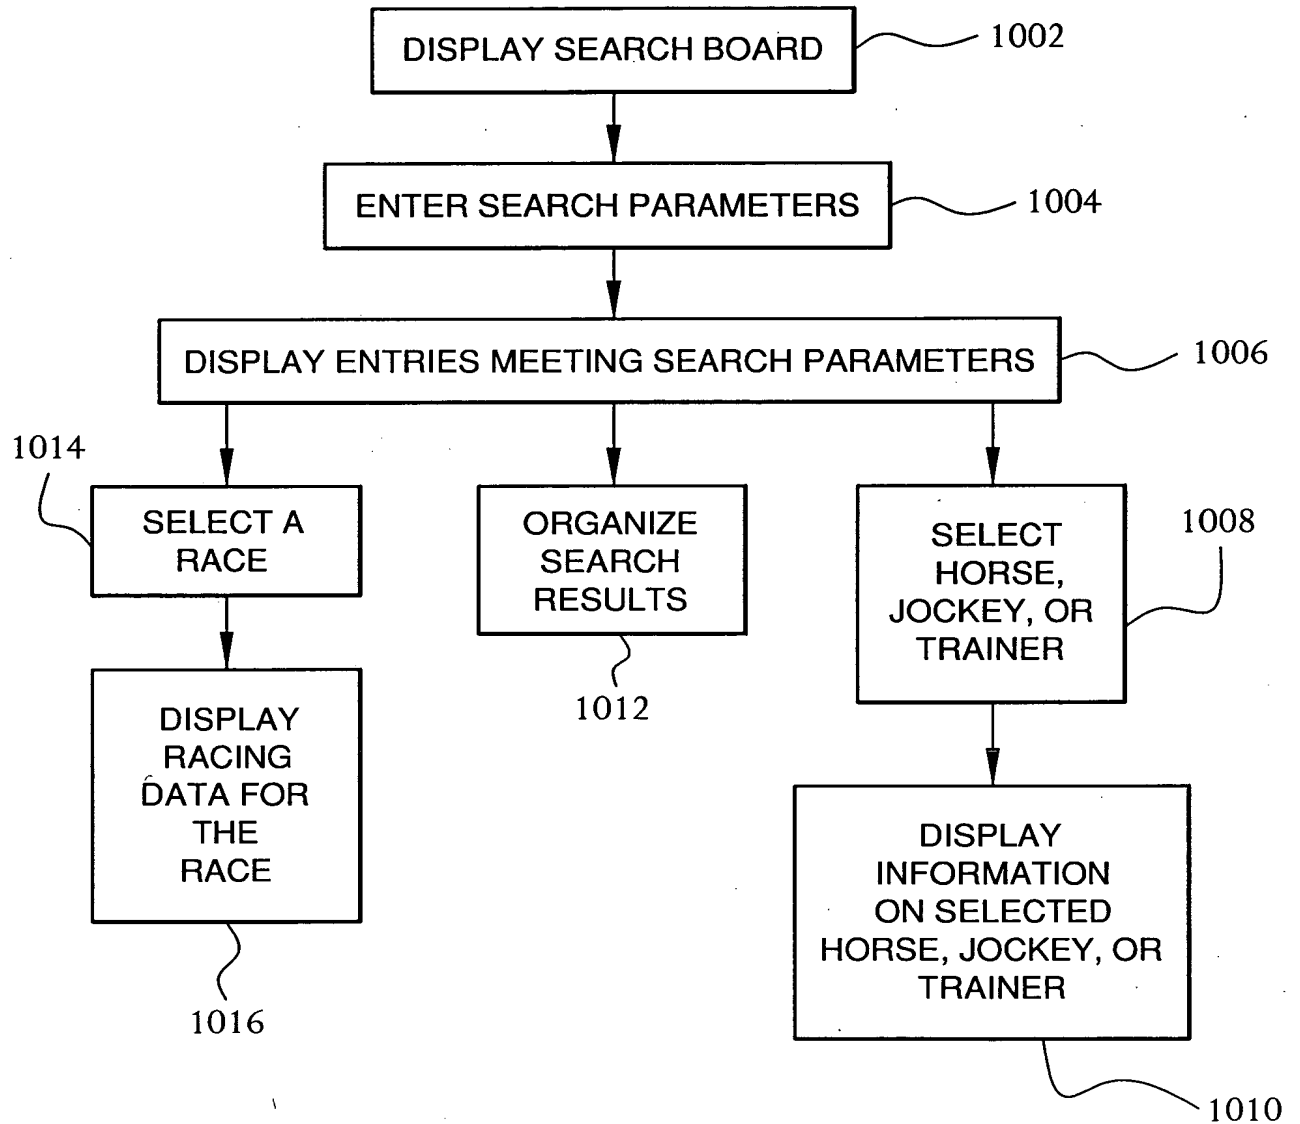 DISPLAY SEARCH BOARD
1002
ENTER SEARCH PARAMETERS
1004
DISPLAY ENTRIES MEETING SEARCH PARAMETERS
1006
1014
SELECT A
RACE
ORGANIZE
SEARCH
RESULTS
1012
SELECT
HORSE,
JOCKEY, OR
TRAINER
1008
DISPLAY
RACING
DATA FOR
THE
RACE
1016
DISPLAY
INFORMATION
ON SELECTED
HORSE, JOCKEY, OR
TRAINER
1010